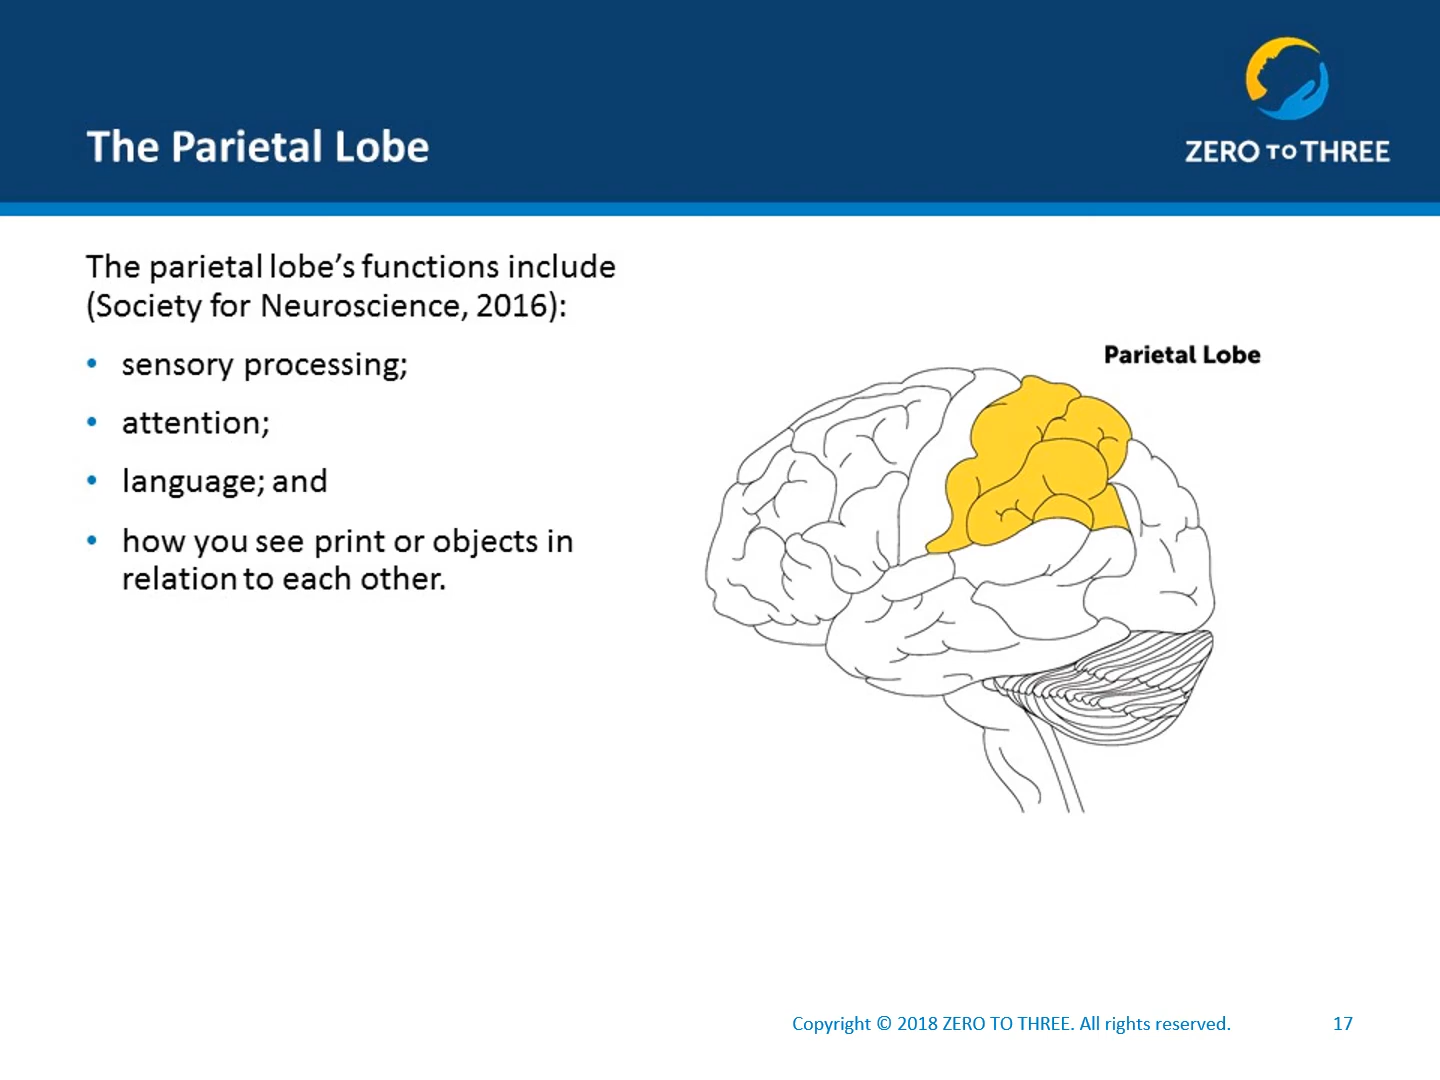 The Parietal Lobe
ZERO TO THREE
The parietal lobe’s functions include
(Society for Neuroscience, 2016):
• sensory processing;
• attention;
• language; and
• how you see print or objects in
relation to each other.
Parietal Lobe
Copyright © 2018 ZERO TO THREE. All rights reserved.
17